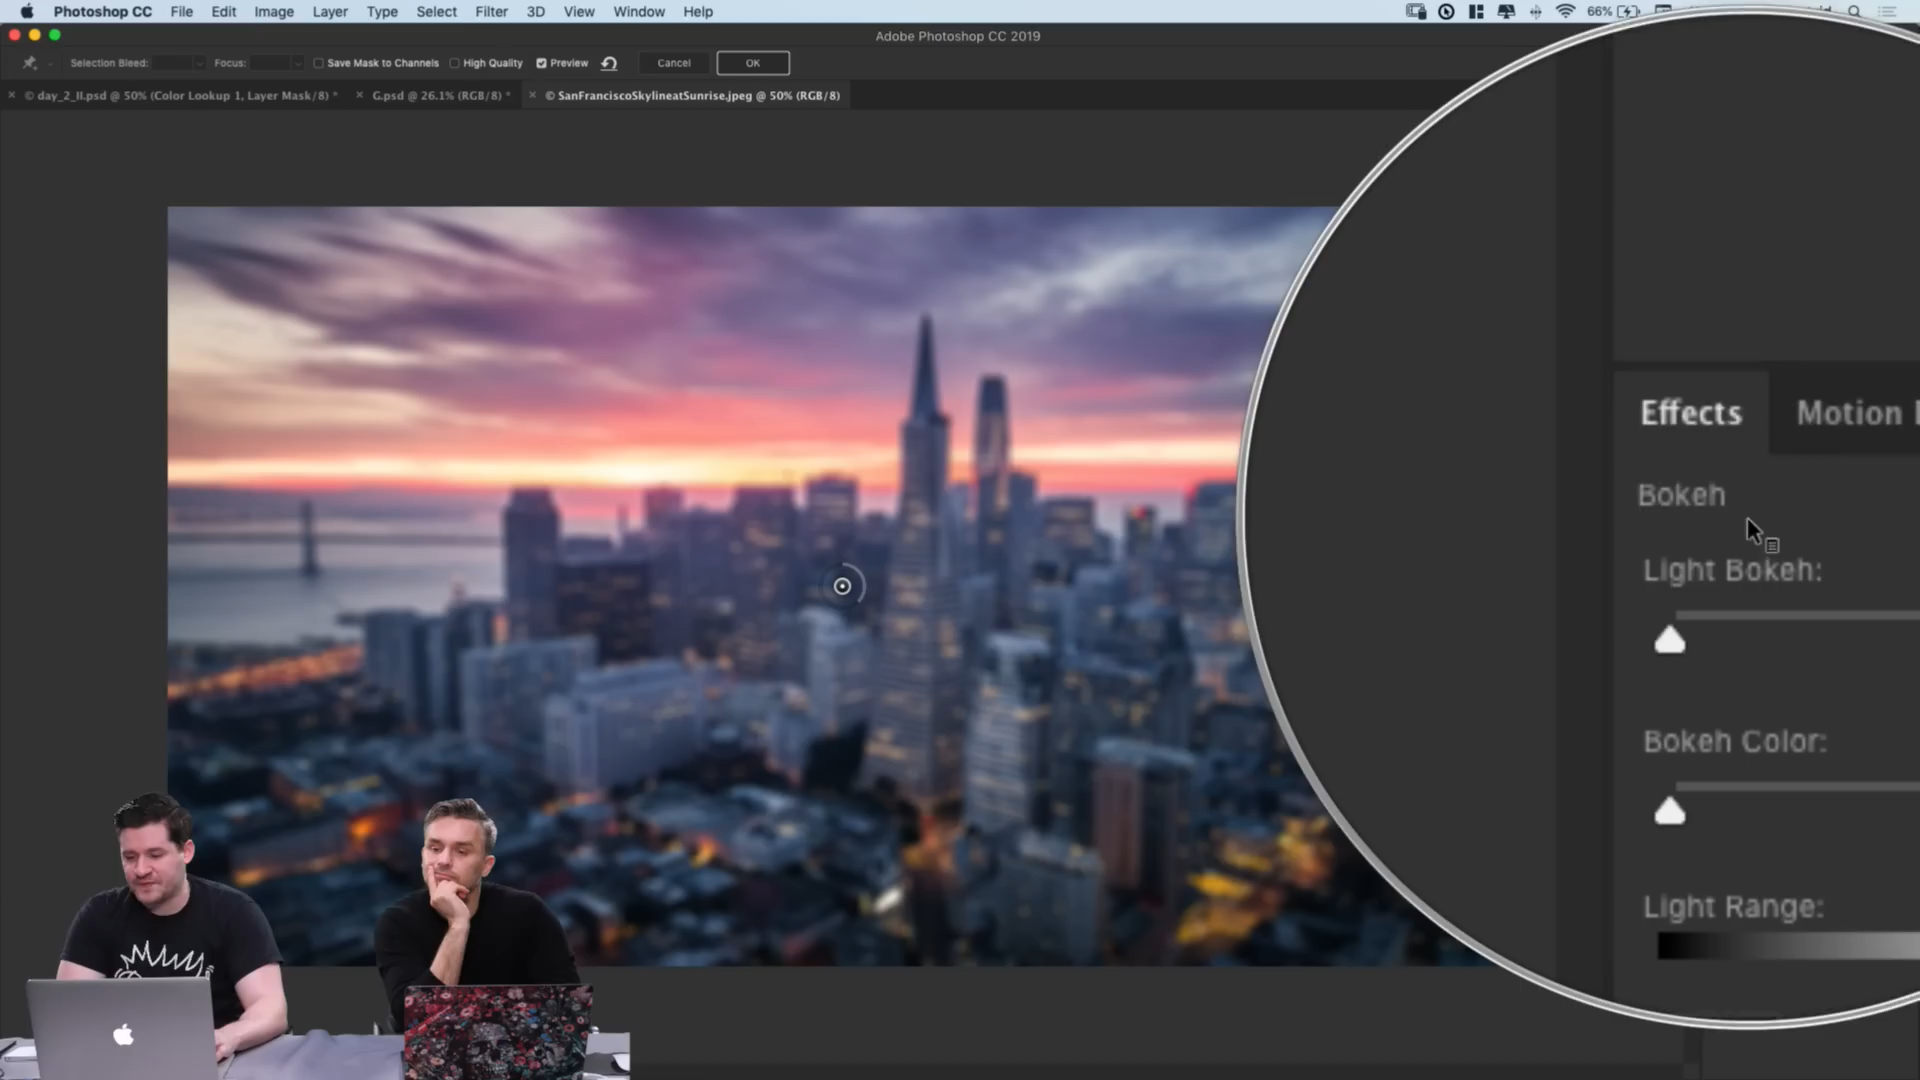 Photoshop CC File Edit Image Layer Type Select Filter 3D View Window Help 66%
Adobe Photoshop CC 2019
Selection Bleed: Focus: Save Mask to Channels High Quality Preview Cancel OK
© day_2_II.psd @ 50% (Color Lookup 1, Layer Mask/8) * G.psd @ 26.1% (RGB/8) * © SanFranciscoSkylineatSunrise.jpeg @ 50% (RGB/8)
Effects Motion
Bokeh
Light Bokeh:
Bokeh Color:
Light Range: